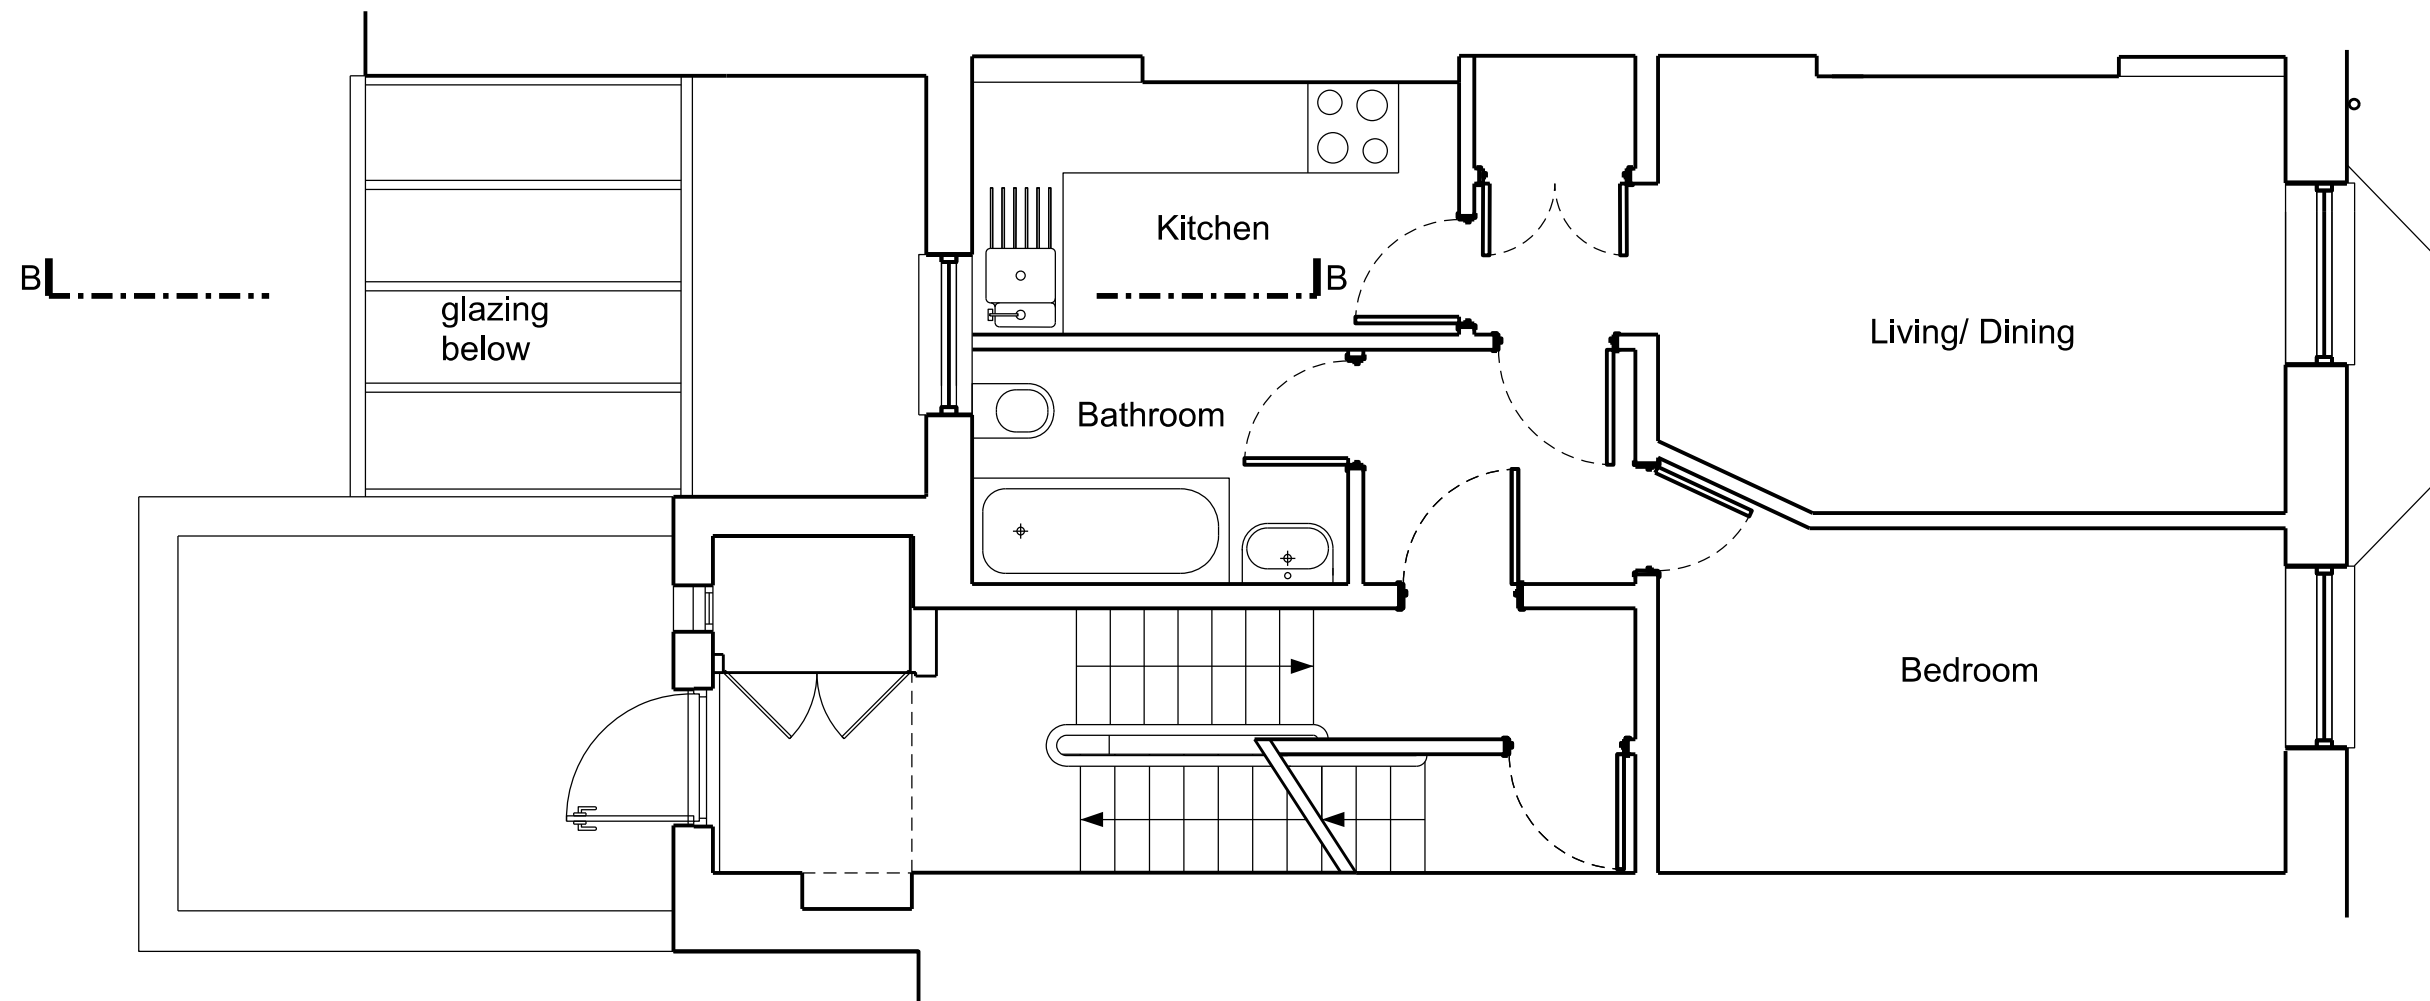 Kitchen
B
B
glazing
below
Living/ Dining
Bathroom
Bedroom